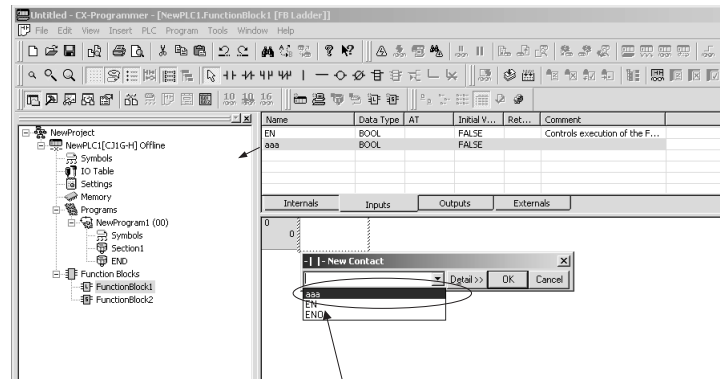 Untitled - CX-Programmer - [NewPLC1.FunctionBlock1 [FB Ladder]]
File Edit View Insert PLC Program Tools Window Help
10 16
NewProject
NewPLC1[CJ1G-H] Offline
Symbols
IO Table
Settings
Memory
Programs
NewProgram1 (00)
Symbols
Section1
END
Function Blocks
FunctionBlock1
FunctionBlock2
Name Data Type AT Initial V... Ret... Comment
EN BOOL FALSE Controls execution of the F...
aaa BOOL FALSE
Internals Inputs Outputs Externals
0
0
-| |- New Contact
Detail >> OK Cancel
aaa
EN
ENO